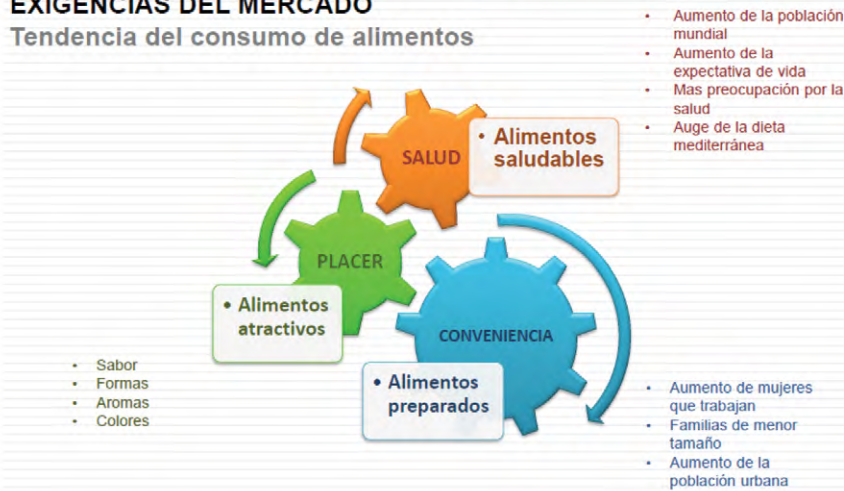 EXIGENCIAS DEL MERCADO
Tendencia del consumo de alimentos
• Aumento de la población
mundial
• Aumento de la
expectativa de vida
• Mas preocupación por la
salud
• Auge de la dieta
mediterránea
SALUD
• Alimentos
saludables
PLACER
• Alimentos
atractivos
CONVENIENCIA
• Alimentos
preparados
• Sabor
• Formas
• Aromas
• Colores
• Aumento de mujeres
que trabajan
• Familias de menor
tamaño
• Aumento de la
población urbana